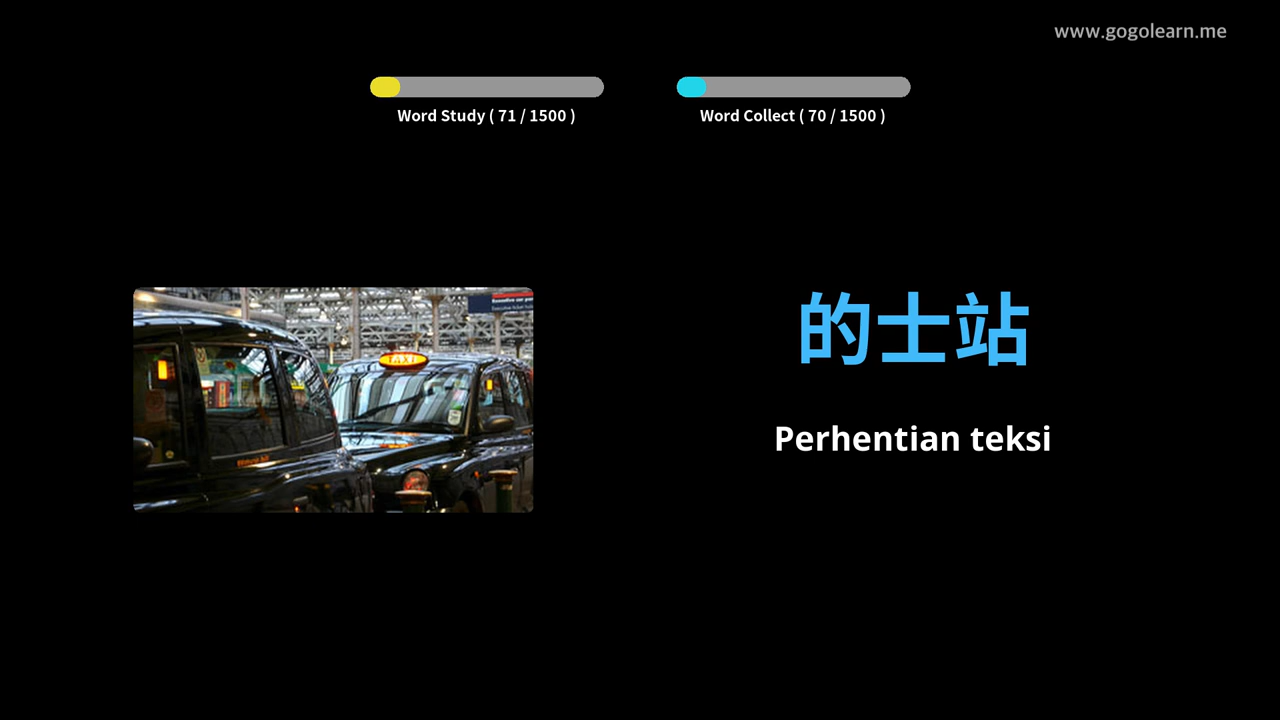 www.gogolearn.me
Word Study ( 71 / 1500 )
Word Collect ( 70 / 1500 )
TAXI
的士站
Perhentian teksi